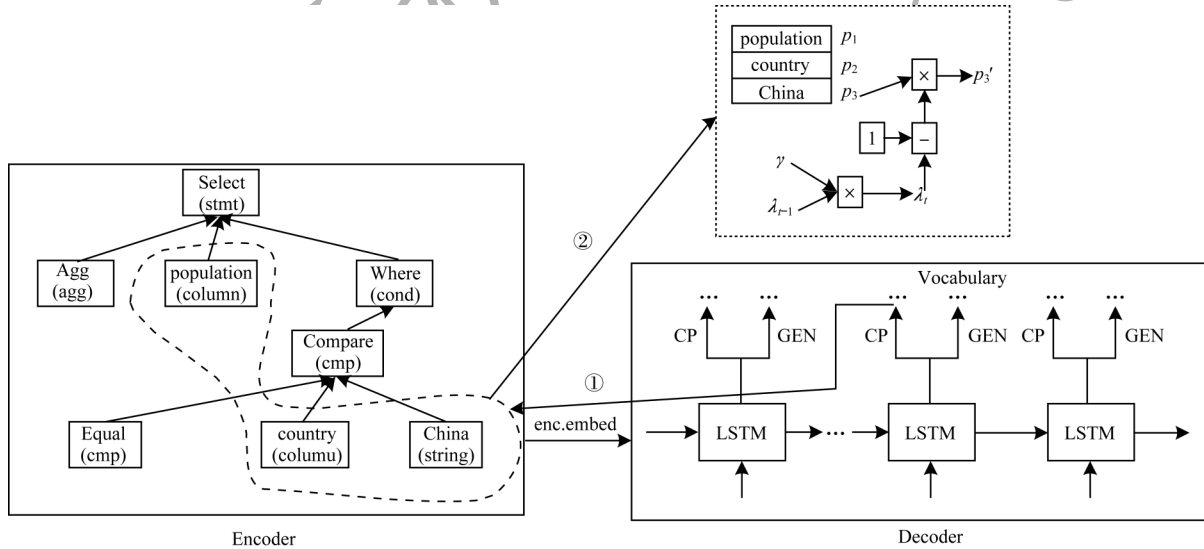 population p₁
country p₂
China p₃
× p₃′
1 −
γ
× λₜ
λₜ₋₁
②
Select
(stmt)
Agg
(agg)
population
(column)
Where
(cond)
Compare
(cmp)
Equal
(cmp)
country
(columu)
China
(string)
Encoder
①
enc.embed
Vocabulary
... ... ... ... ... ...
CP GEN CP GEN CP GEN
LSTM ... LSTM LSTM
Decoder